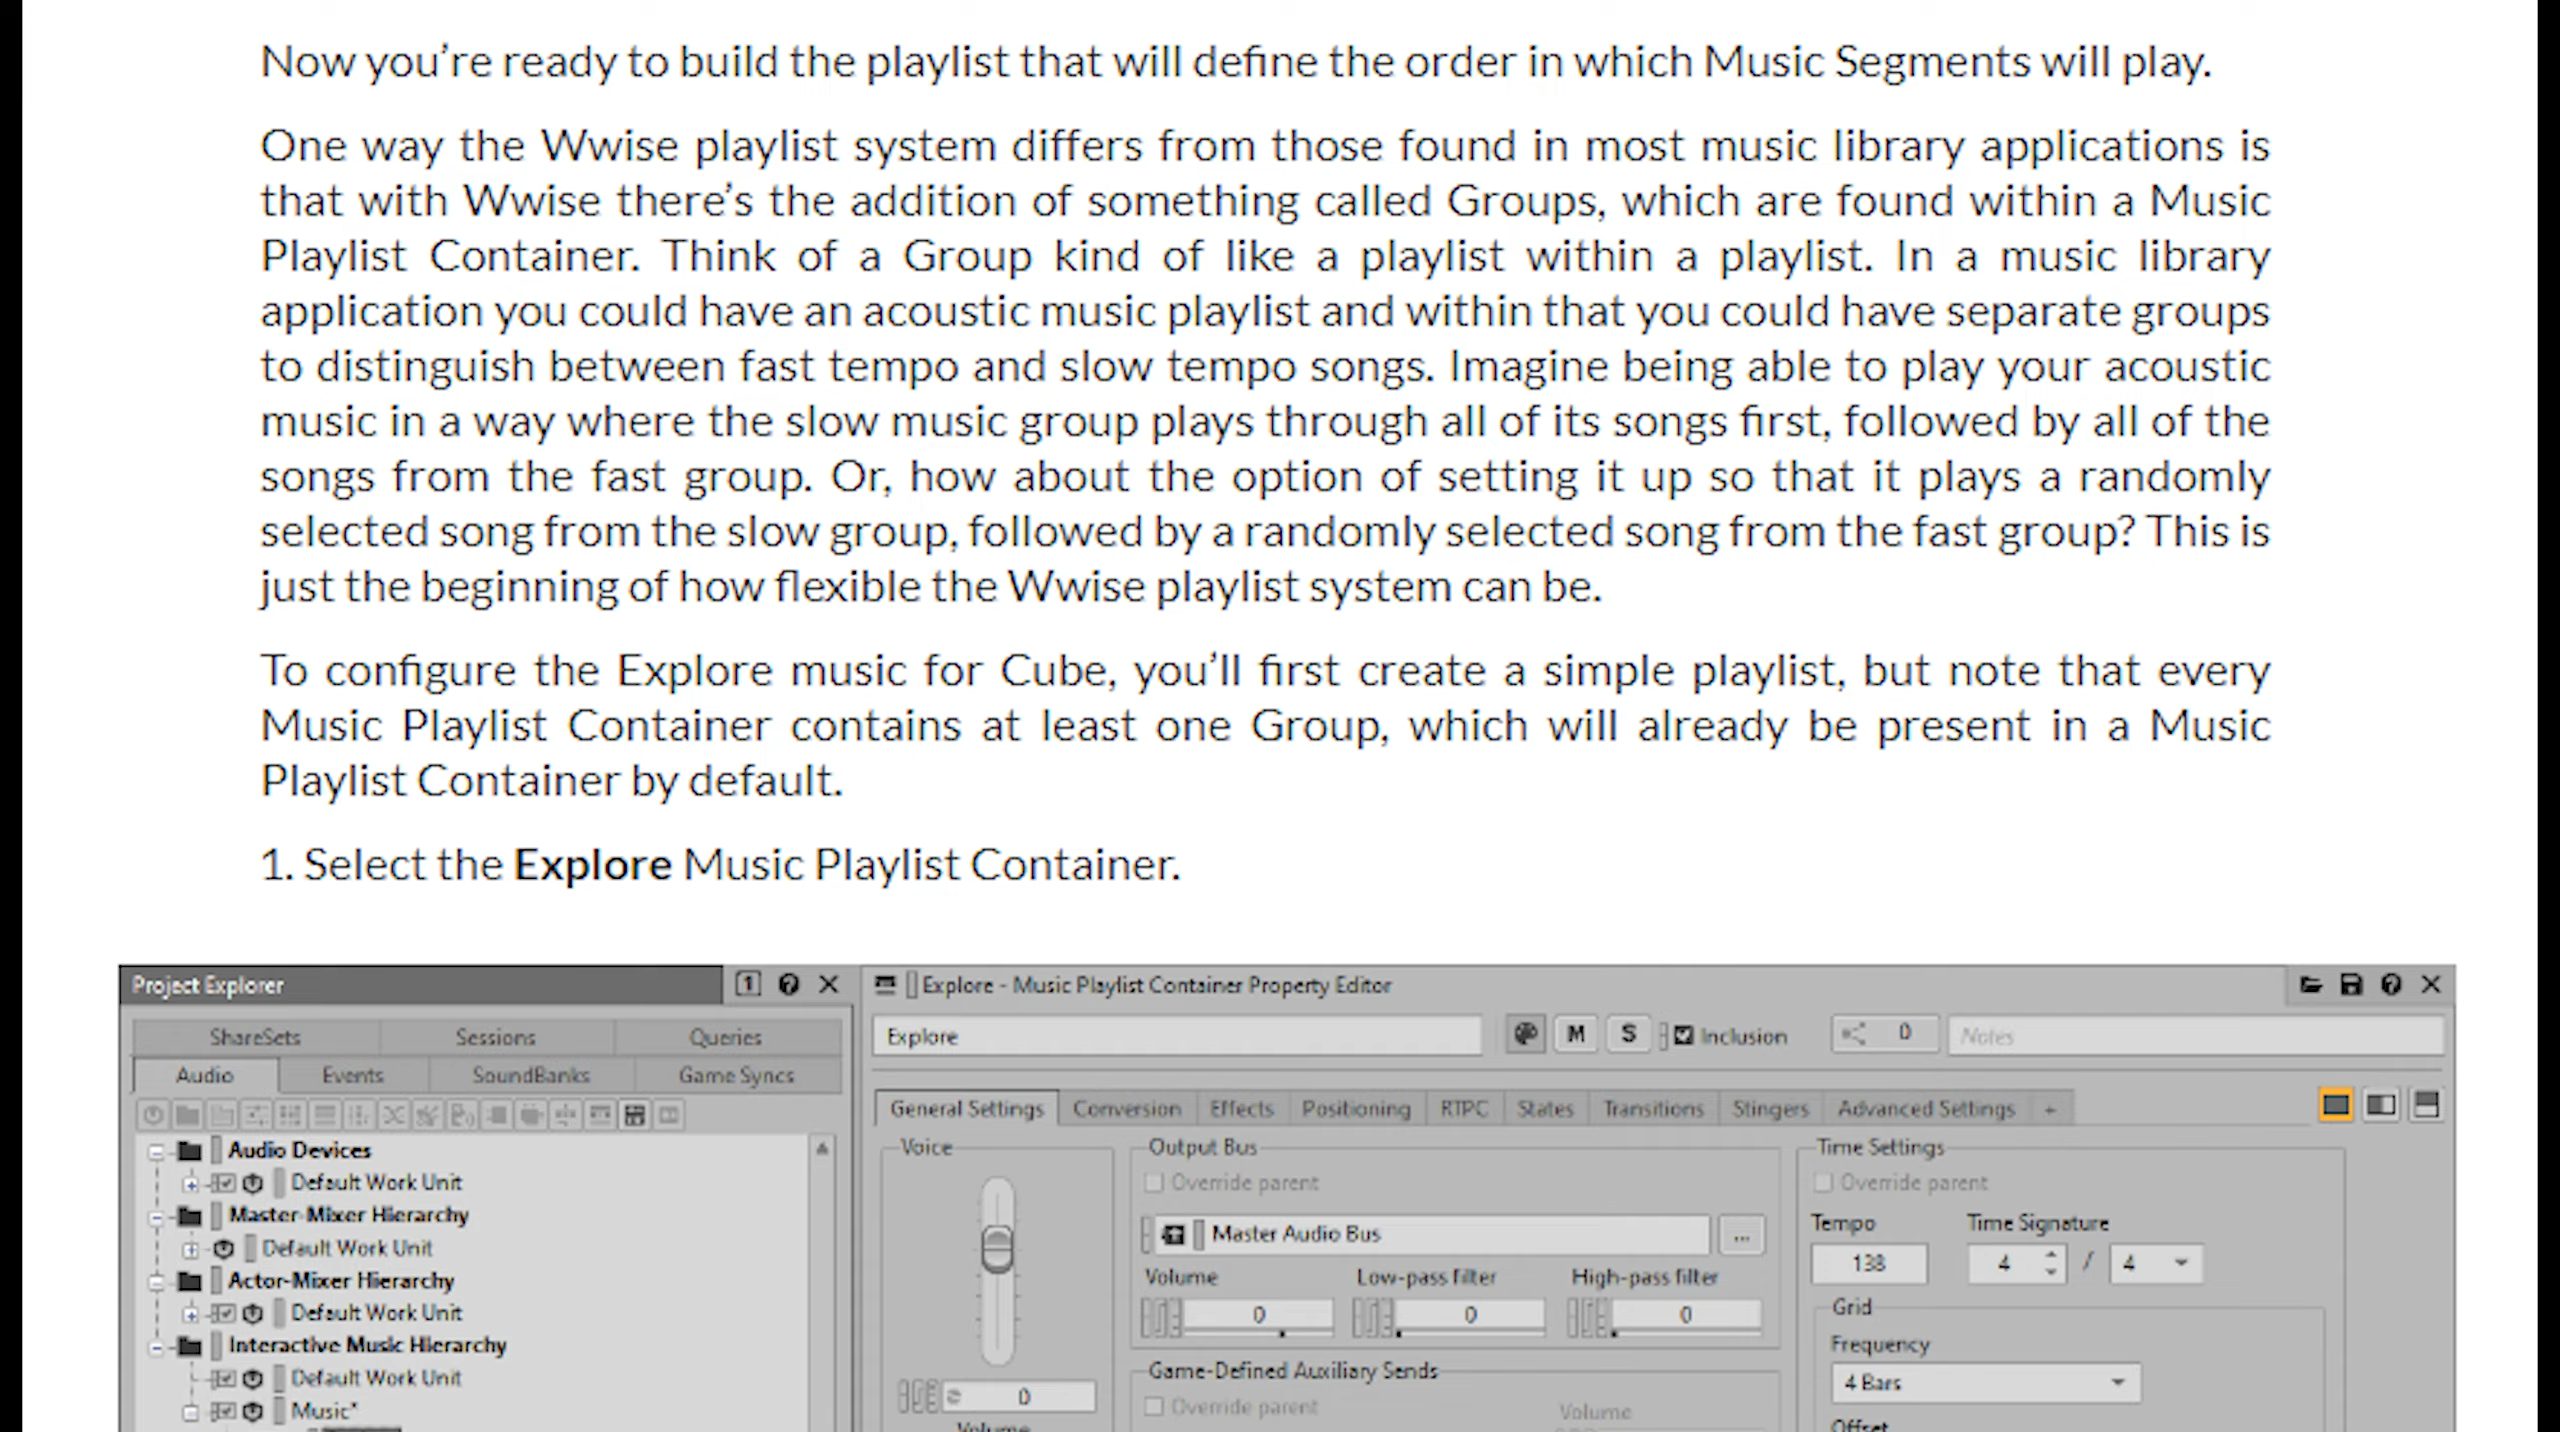 Now you’re ready to build the playlist that will define the order in which Music Segments will play.
One way the Wwise playlist system differs from those found in most music library applications is
that with Wwise there’s the addition of something called Groups, which are found within a Music
Playlist Container. Think of a Group kind of like a playlist within a playlist. In a music library
application you could have an acoustic music playlist and within that you could have separate groups
to distinguish between fast tempo and slow tempo songs. Imagine being able to play your acoustic
music in a way where the slow music group plays through all of its songs first, followed by all of the
songs from the fast group. Or, how about the option of setting it up so that it plays a randomly
selected song from the slow group, followed by a randomly selected song from the fast group? This is
just the beginning of how flexible the Wwise playlist system can be.
To configure the Explore music for Cube, you’ll first create a simple playlist, but note that every
Music Playlist Container contains at least one Group, which will already be present in a Music
Playlist Container by default.
1. Select the Explore Music Playlist Container.
Project Explorer 1
ShareSets Sessions Queries
Audio Events SoundBanks Game Syncs
Audio Devices
Default Work Unit
Master-Mixer Hierarchy
Default Work Unit
Actor-Mixer Hierarchy
Default Work Unit
Interactive Music Hierarchy
Default Work Unit
Music*
Explore - Music Playlist Container Property Editor
Explore M S Inclusion 0 Notes
General Settings Conversion Effects Positioning RTPC States Transitions Stingers Advanced Settings +
Voice
0
Volume
Output Bus
Override parent
Master Audio Bus ...
Volume Low-pass filter High-pass filter
0 0 0
Game-Defined Auxiliary Sends
Override parent
Volume
Time Settings
Override parent
Tempo Time Signature
138 4 / 4
Grid
Frequency
4 Bars
Offset